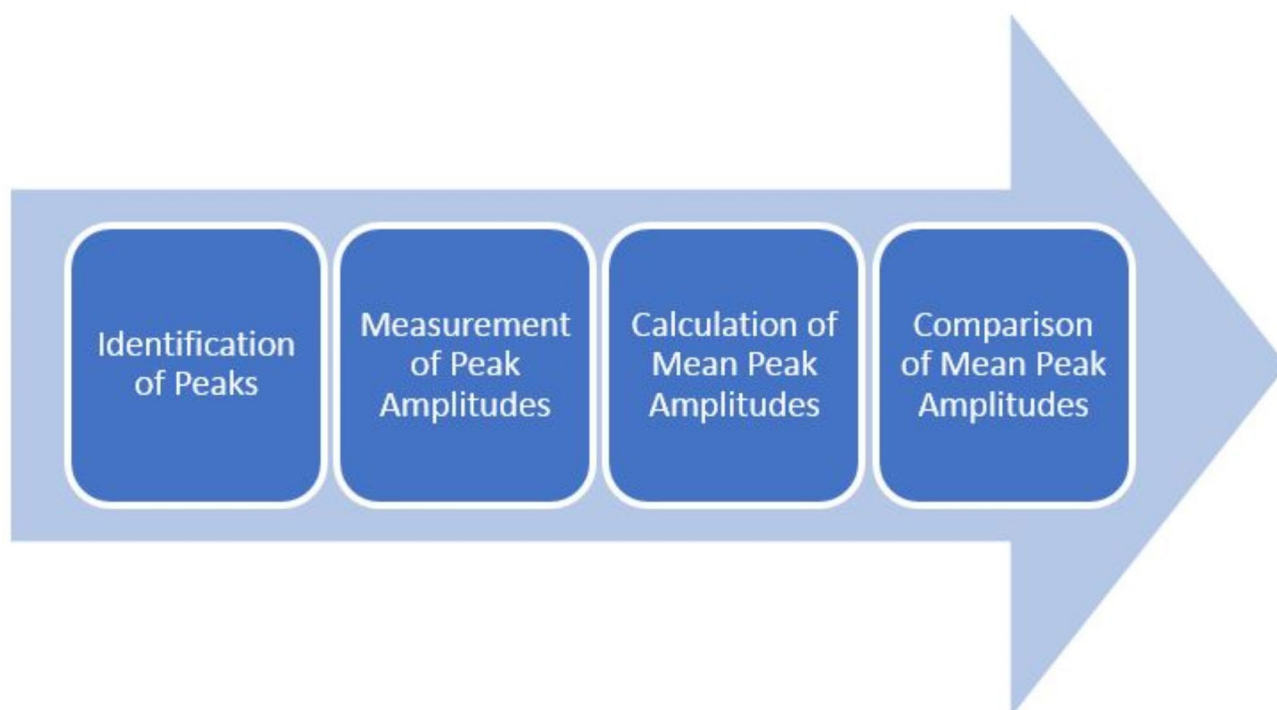 Identification
of Peaks
Measurement
of Peak
Amplitudes
Calculation of
Mean Peak
Amplitudes
Comparison
of Mean Peak
Amplitudes